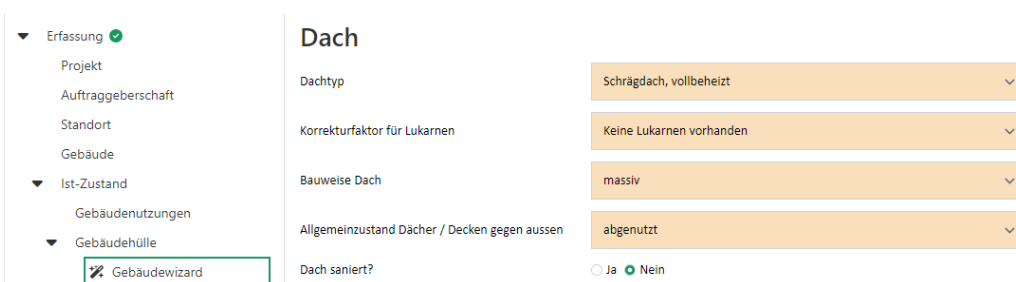 Erfassung
Projekt
Auftraggeberschaft
Standort
Gebäude
Ist-Zustand
Gebäudenutzungen
Gebäudehülle
Gebäudewizard
Dach
Dachtyp
Schrägdach, vollbeheizt
Korrekturfaktor für Lukarnen
Keine Lukarnen vorhanden
Bauweise Dach
massiv
Allgemeinzustand Dächer / Decken gegen aussen
abgenutzt
Dach saniert?
Ja Nein